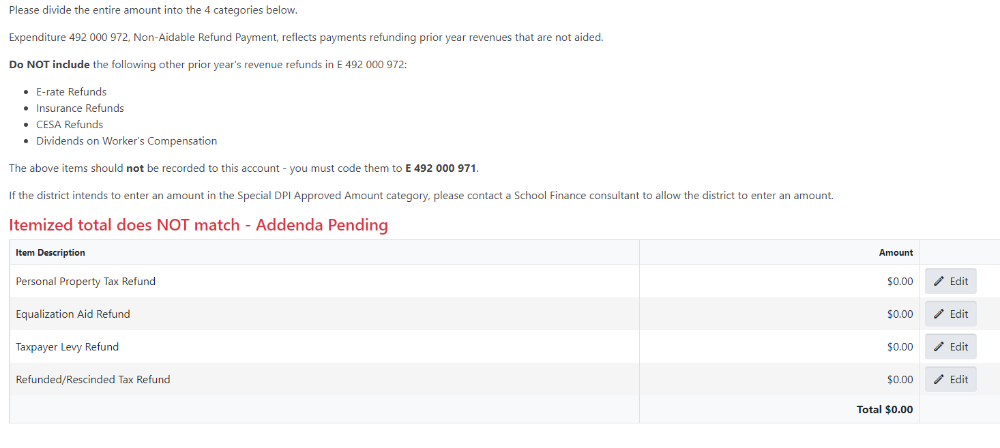 Please divide the entire amount into the 4 categories below.
Expenditure 492 000 972, Non-Aidable Refund Payment, reflects payments refunding prior year revenues that are not aided.
Do NOT include the following other prior year's revenue refunds in E 492 000 972:
• E-rate Refunds
• Insurance Refunds
• CESA Refunds
• Dividends on Worker's Compensation
The above items should not be recorded to this account - you must code them to E 492 000 971.
If the district intends to enter an amount in the Special DPI Approved Amount category, please contact a School Finance consultant to allow the district to enter an amount.
Itemized total does NOT match - Addenda Pending
Item Description Amount
Personal Property Tax Refund $0.00 Edit
Equalization Aid Refund $0.00 Edit
Taxpayer Levy Refund $0.00 Edit
Refunded/Rescinded Tax Refund $0.00 Edit
Total $0.00